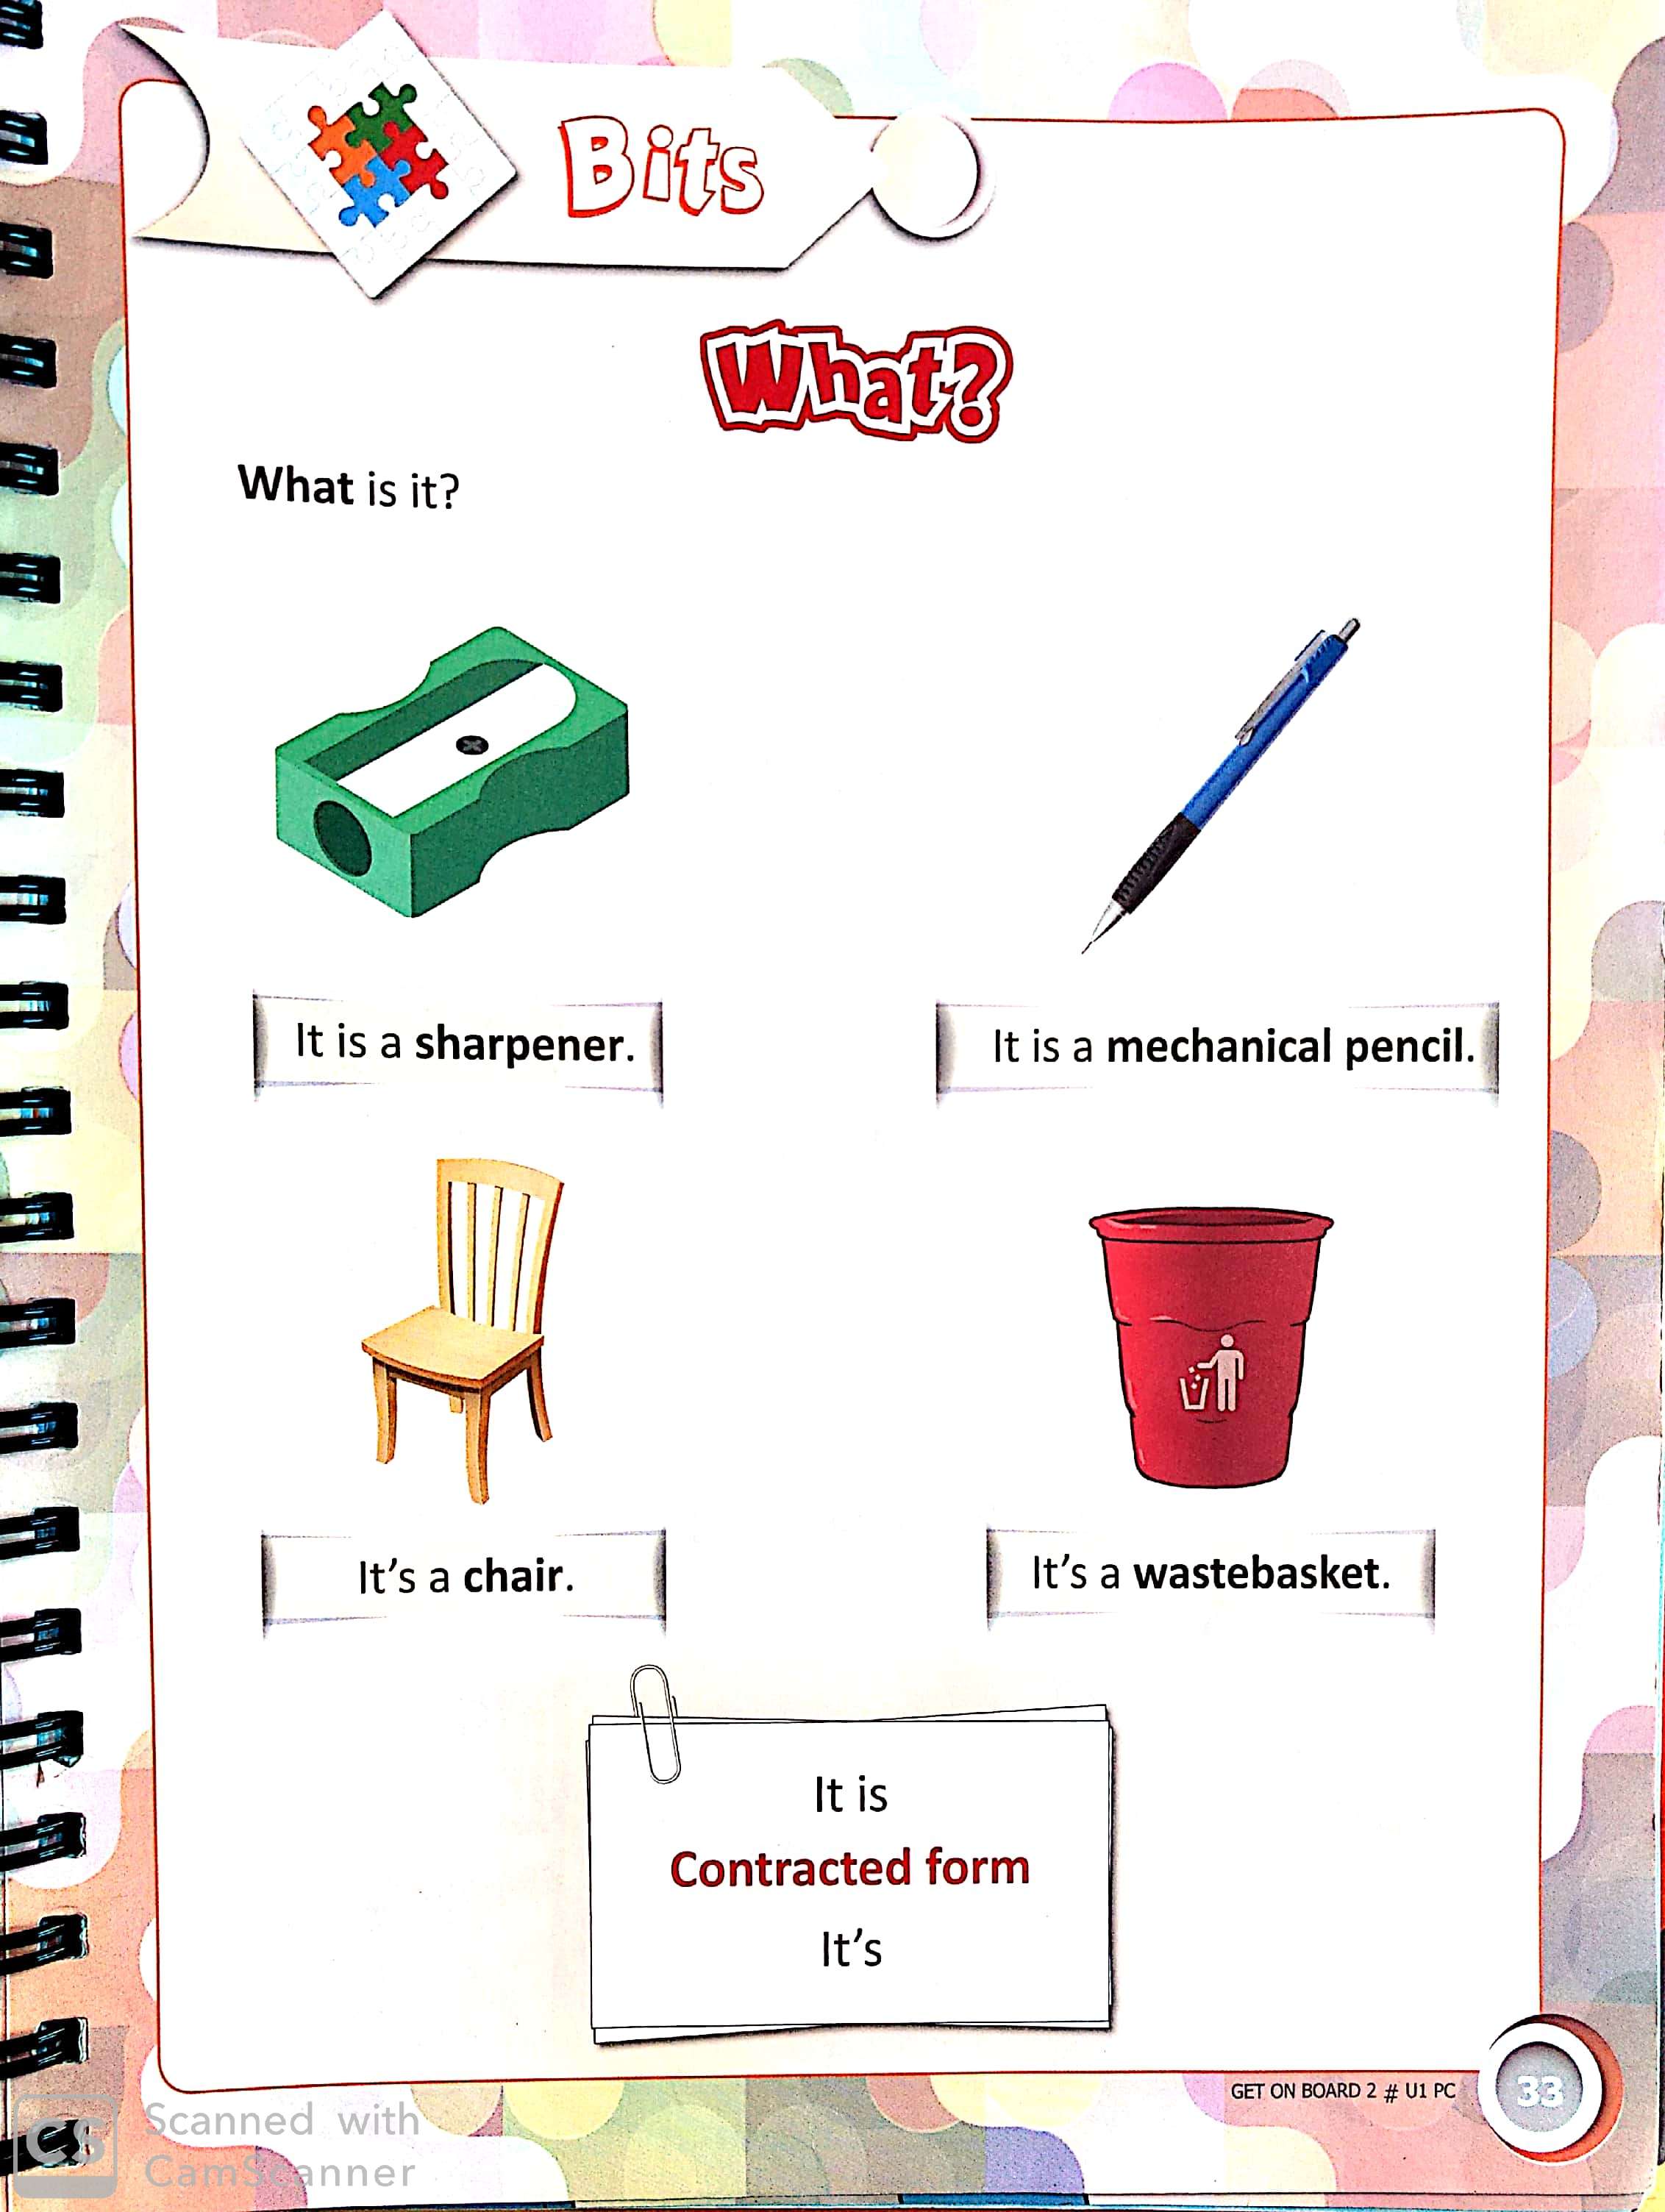 Bits
What?
What is it?
It is a sharpener.
It is a mechanical pencil.
It's a chair.
It's a wastebasket.
It is
Contracted form
It's
GET ON BOARD 2 # U1 PC
33
CS
Scanned with
CamScanner